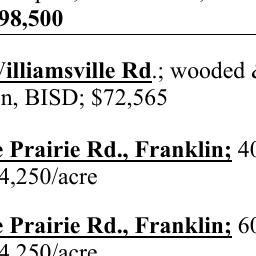 98,500
Villiamsville Rd.; wooded &
n, BISD; $72,565
e Prairie Rd., Franklin; 40
4,250/acre
e Prairie Rd., Franklin; 60
4,250/acre